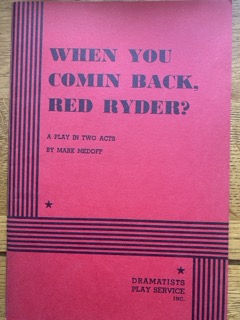 WHEN YOU
COMIN BACK,
RED RYDER?
A PLAY IN TWO ACTS
BY MARK MEDOFF
DRAMATISTS
PLAY SERVICE
INC.